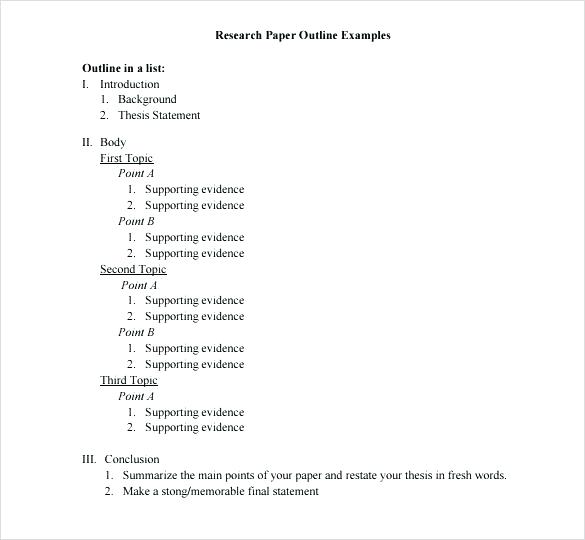 Research Paper Outline Examples
Outline in a list:
I. Introduction
1. Background
2. Thesis Statement
II. Body
First Topic
Point A
1. Supporting evidence
2. Supporting evidence
Point B
1. Supporting evidence
2. Supporting evidence
Second Topic
Point A
1. Supporting evidence
2. Supporting evidence
Point B
1. Supporting evidence
2. Supporting evidence
Third Topic
Point A
1. Supporting evidence
2. Supporting evidence
III. Conclusion
1. Summarize the main points of your paper and restate your thesis in fresh words.
2. Make a stong/memorable final statement